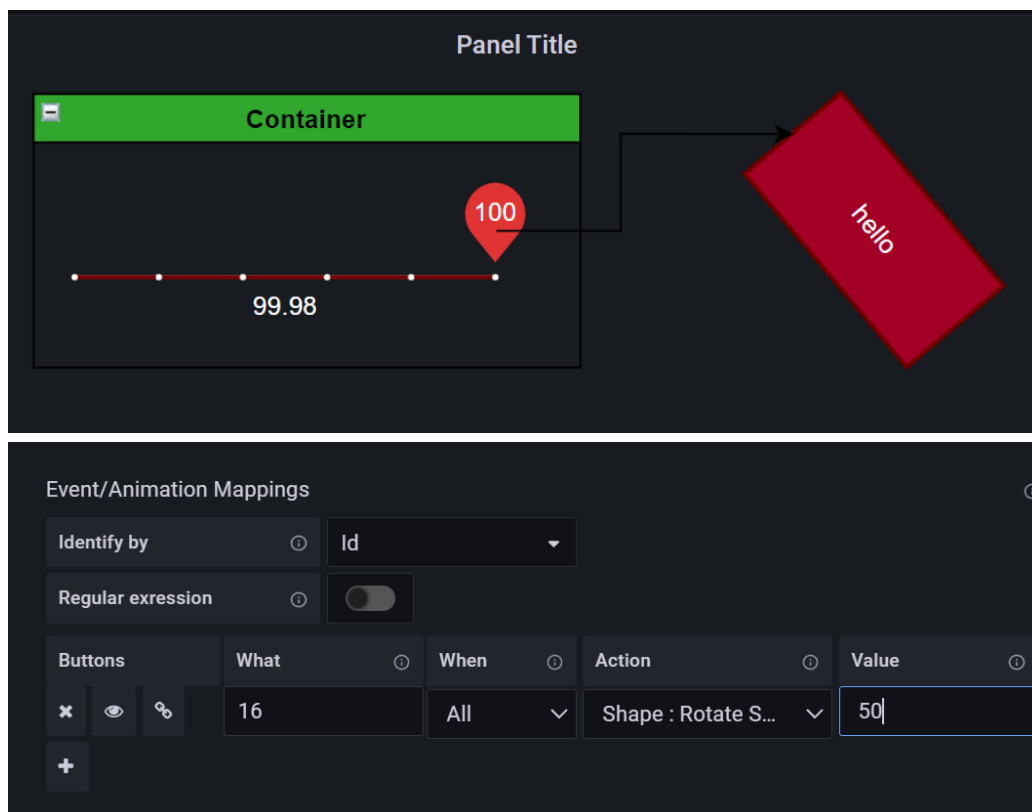 Panel Title
Container
100
hello
99.98
Event/Animation Mappings
Identify by Id
Regular exression
Buttons What When Action Value
16 All Shape : Rotate S... 50